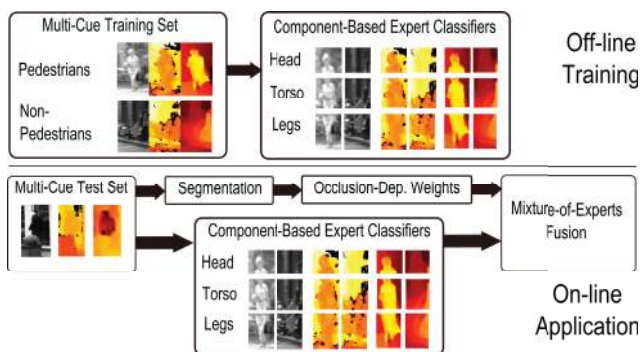 Multi-Cue Training Set
Pedestrians
Non-
Pedestrians
Component-Based Expert Classifiers
Head
Torso
Legs
Off-line
Training
Multi-Cue Test Set
Segmentation
Occlusion-Dep. Weights
Mixture-of-Experts
Fusion
Component-Based Expert Classifiers
Head
Torso
Legs
On-line
Application